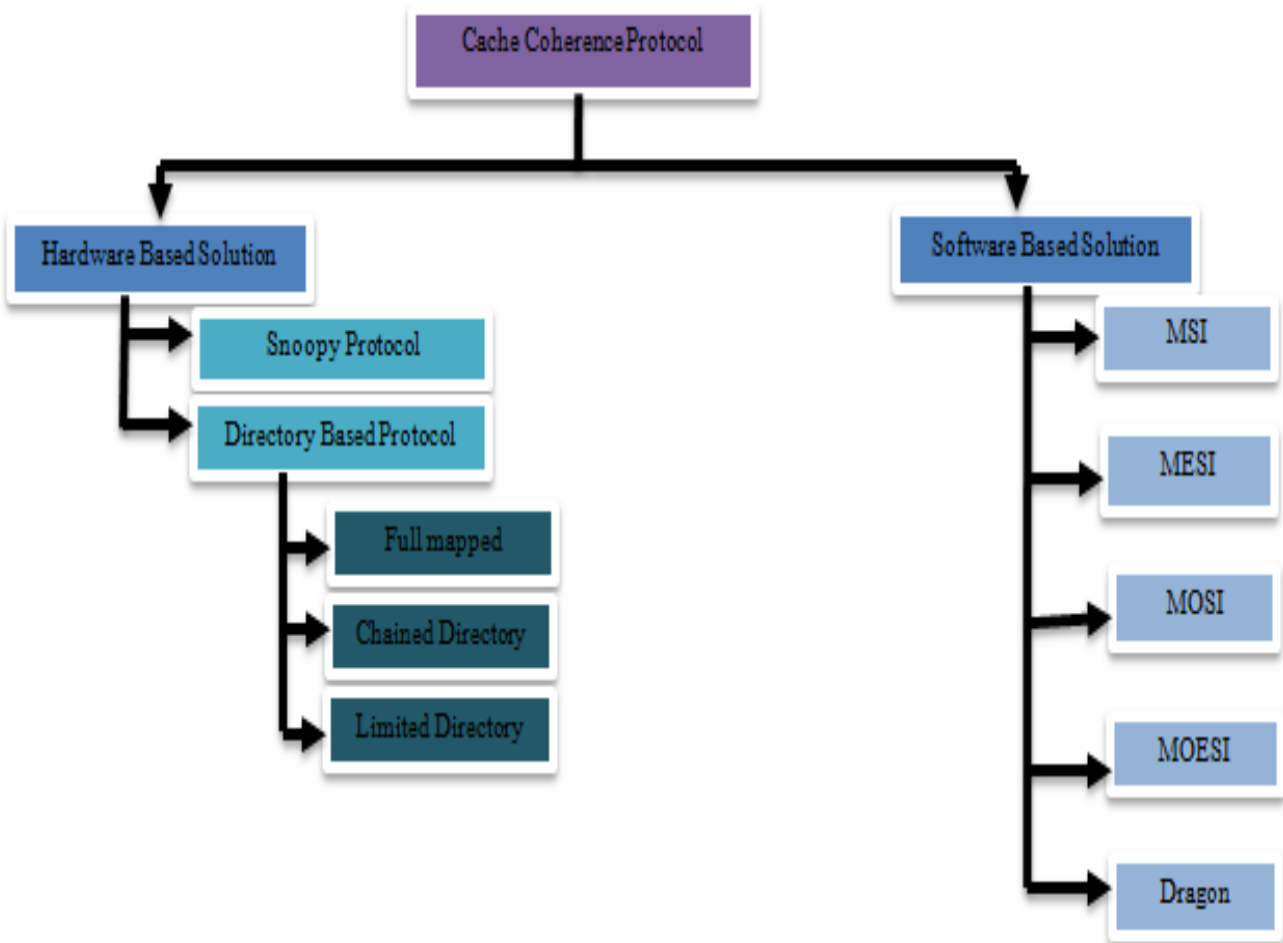 Cache Coherence Protocol
Hardware Based Solution
Snoopy Protocol
Directory Based Protocol
Full mapped
Chained Directory
Limited Directory
Software Based Solution
MSI
MESI
MOSI
MOESI
Dragon